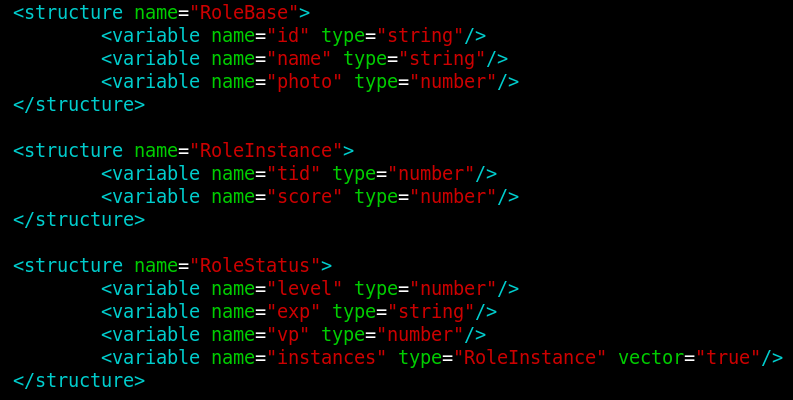 <structure name="RoleBase">
        <variable name="id" type="string"/>
        <variable name="name" type="string"/>
        <variable name="photo" type="number"/>
</structure>

<structure name="RoleInstance">
        <variable name="tid" type="number"/>
        <variable name="score" type="number"/>
</structure>

<structure name="RoleStatus">
        <variable name="level" type="number"/>
        <variable name="exp" type="string"/>
        <variable name="vp" type="number"/>
        <variable name="instances" type="RoleInstance" vector="true"/>
</structure>